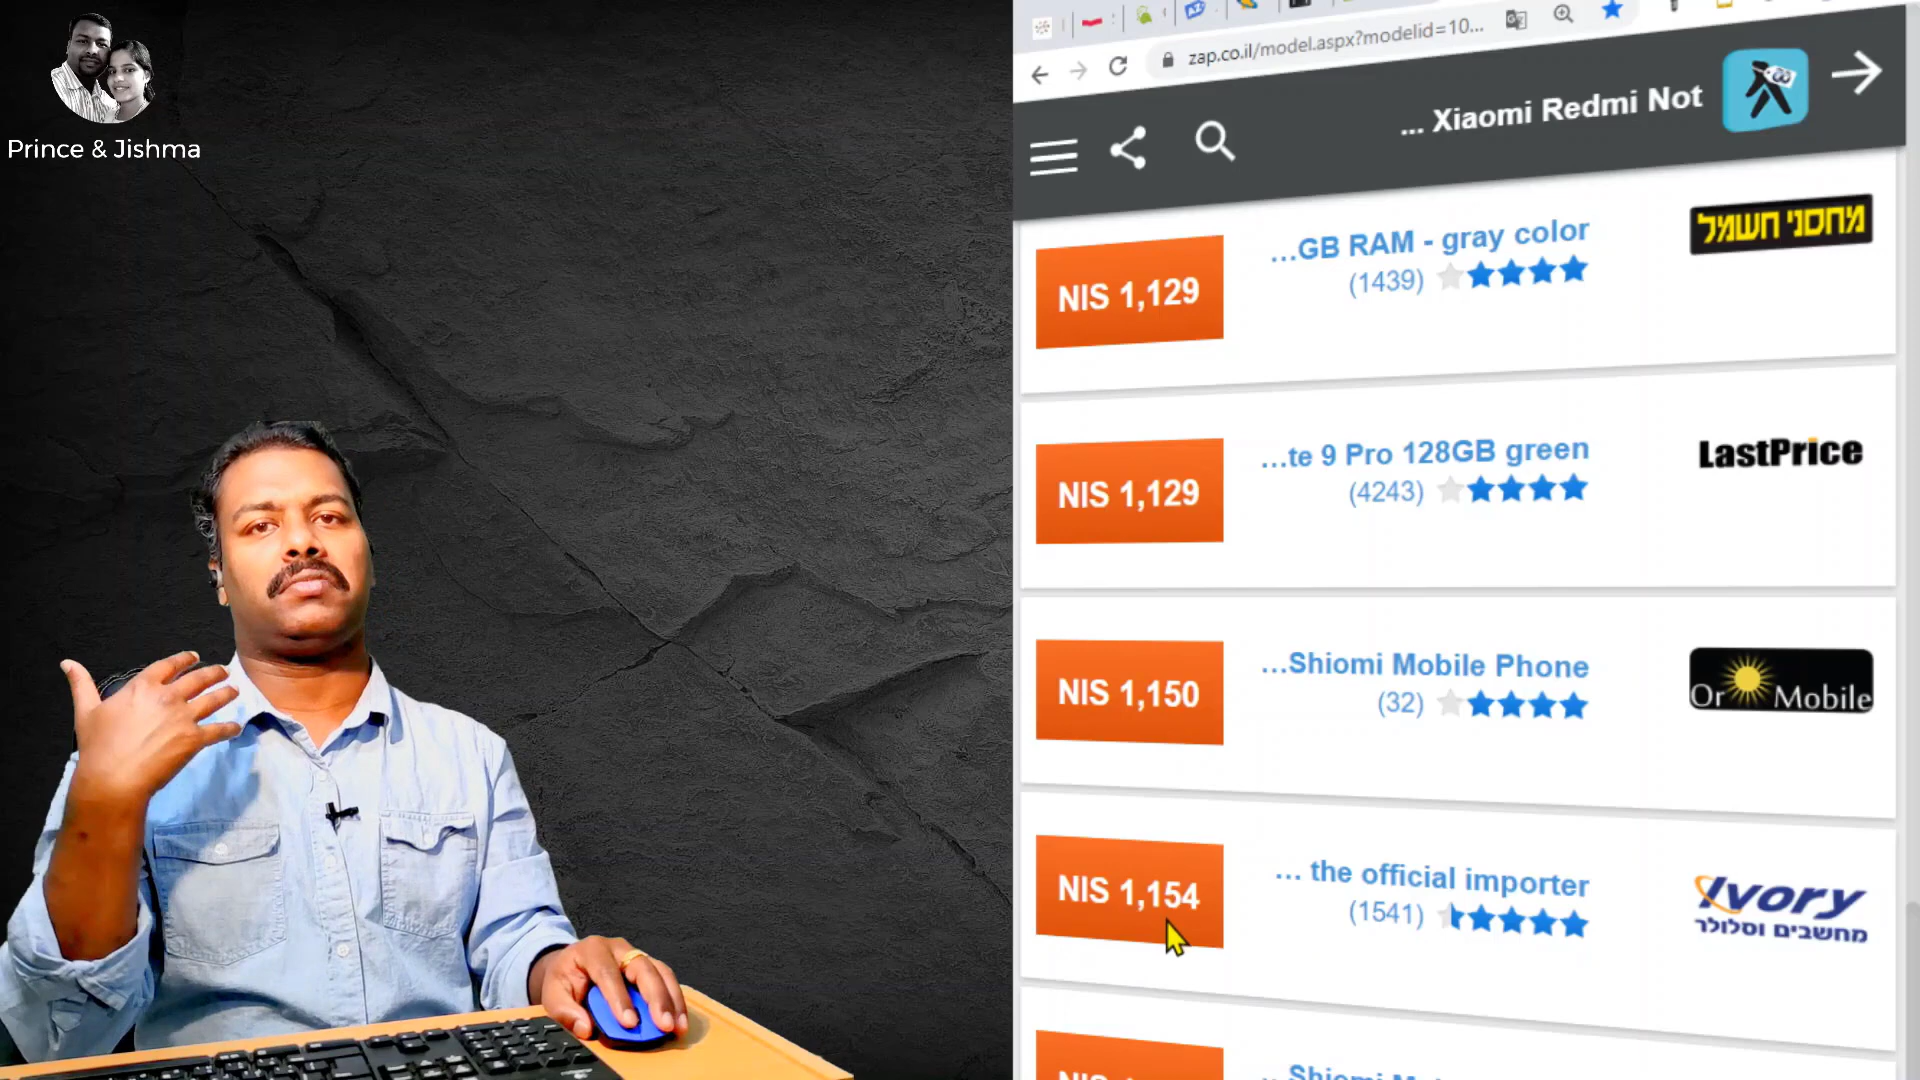 Prince & Jishma
zap.co.il/model.aspx?modelid=10...
... Xiaomi Redmi Not
...GB RAM - gray color
(1439)
NIS 1,129
מחסני חשמל
...te 9 Pro 128GB green
(4243)
NIS 1,129
LastPrice
...Shiomi Mobile Phone
(32)
NIS 1,150
Or Mobile
... the official importer
(1541)
NIS 1,154
Ivory
מחשבים וסלולר
Shiomi
NIS